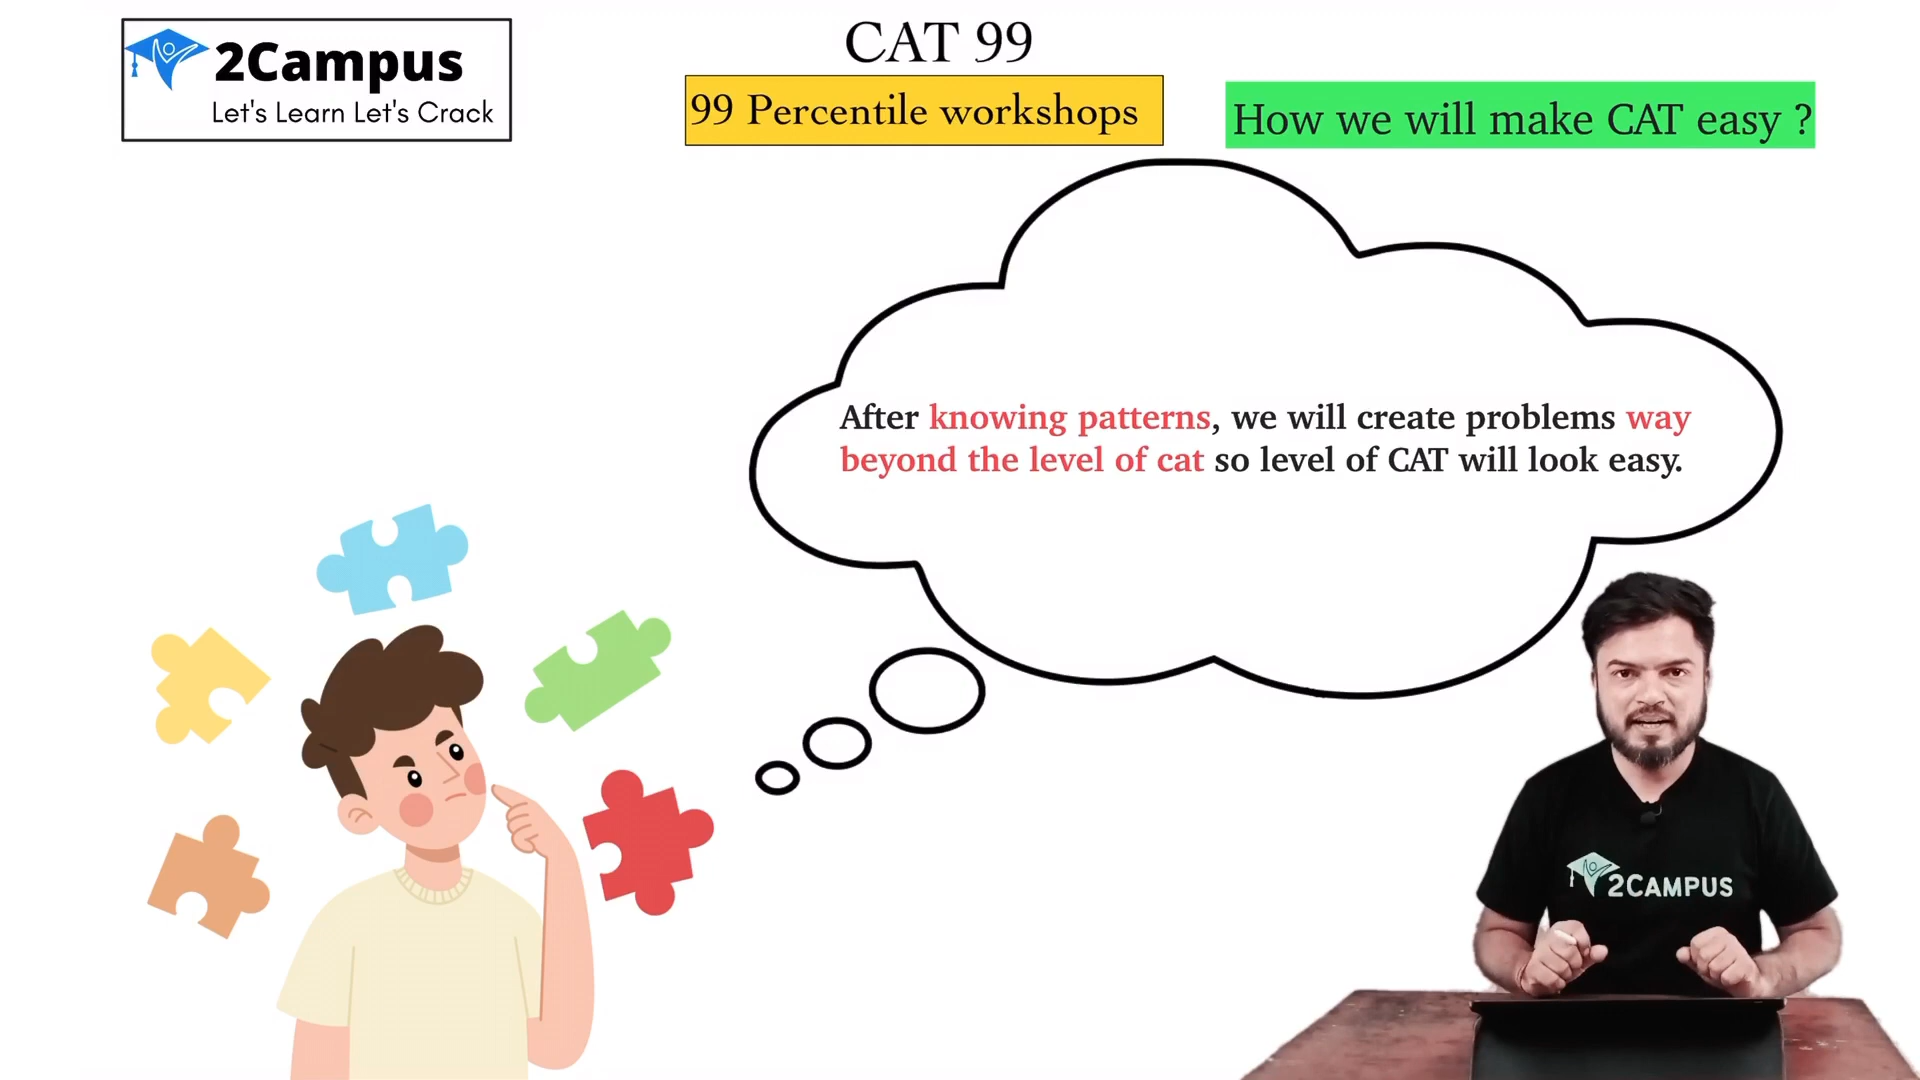 2Campus
Let's Learn Let's Crack
CAT 99
99 Percentile workshops
How we will make CAT easy ?
After knowing patterns, we will create problems way
beyond the level of cat so level of CAT will look easy.
2CAMPUS